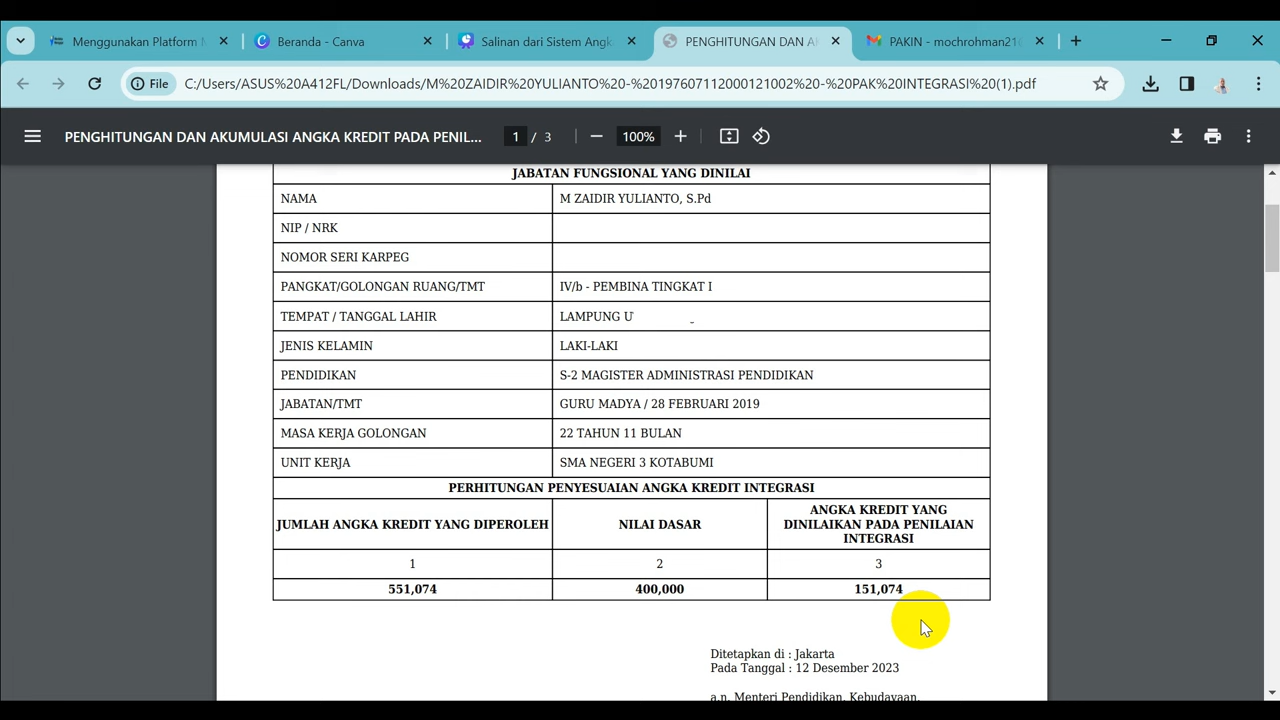 Menggunakan Platform M
Beranda - Canva
Salinan dari Sistem Angk
PENGHITUNGAN DAN A
PAKIN - mochrohman21
File
C:/Users/ASUS%20A412FL/Downloads/M%20ZAIDIR%20YULIANTO%20-%20197607112000121002%20-%20PAK%20INTEGRASI%20(1).pdf
PENGHITUNGAN DAN AKUMULASI ANGKA KREDIT PADA PENIL...
1 / 3
100%
JABATAN FUNGSIONAL YANG DINILAI
NAMA M ZAIDIR YULIANTO, S.Pd
NIP / NRK
NOMOR SERI KARPEG
PANGKAT/GOLONGAN RUANG/TMT IV/b - PEMBINA TINGKAT I
TEMPAT / TANGGAL LAHIR LAMPUNG U
JENIS KELAMIN LAKI-LAKI
PENDIDIKAN S-2 MAGISTER ADMINISTRASI PENDIDIKAN
JABATAN/TMT GURU MADYA / 28 FEBRUARI 2019
MASA KERJA GOLONGAN 22 TAHUN 11 BULAN
UNIT KERJA SMA NEGERI 3 KOTABUMI
PERHITUNGAN PENYESUAIAN ANGKA KREDIT INTEGRASI
JUMLAH ANGKA KREDIT YANG DIPEROLEH NILAI DASAR ANGKA KREDIT YANG
DINILAIKAN PADA PENILAIAN
INTEGRASI
1 2 3
551,074 400,000 151,074
Ditetapkan di : Jakarta
Pada Tanggal : 12 Desember 2023
a.n. Menteri Pendidikan, Kebudayaan,